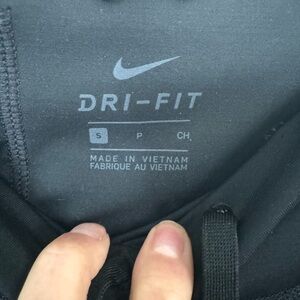 DRI-FIT
S P CH
MADE IN VIETNAM
FABRIQUE AU VIETNAM